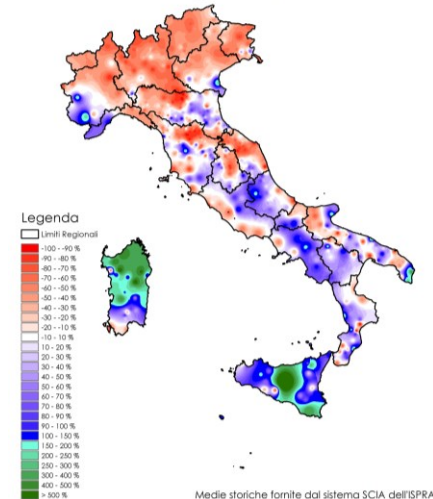 Legenda
Limiti Regionali
-100 - -90 %
-90 - -80 %
-80 - -70 %
-70 - -60 %
-60 - -50 %
-50 - -40 %
-40 - -30 %
-30 - -20 %
-20 - -10 %
-10 - 10 %
10 - 20 %
20 - 30 %
30 - 40 %
40 - 50 %
50 - 60 %
60 - 70 %
70 - 80 %
80 - 90 %
90 - 100 %
100 - 150 %
150 - 200 %
200 - 250 %
250 - 300 %
300 - 400 %
400 - 500 %
> 500 %
Medie storiche fornite dal sistema SCIA dell'ISPRA